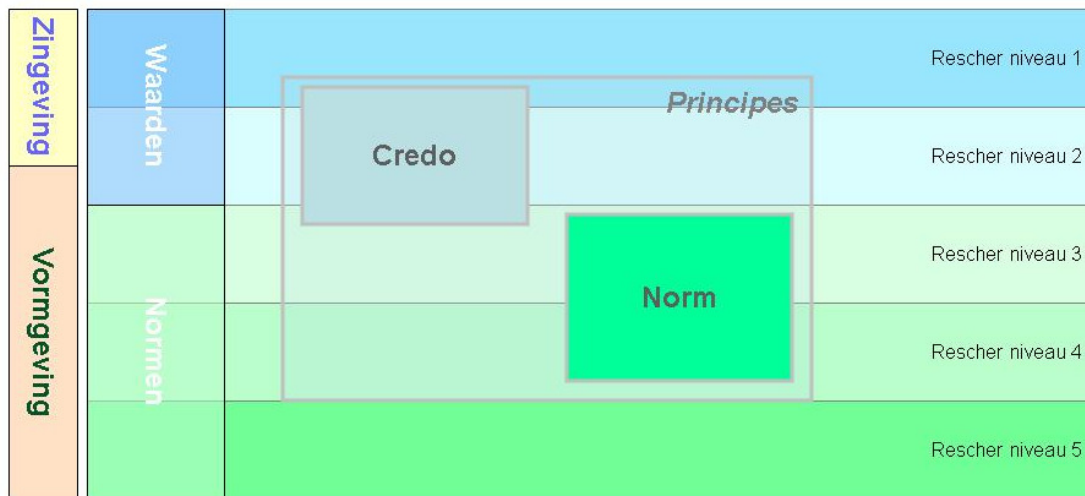 Zingeving
Vormgeving
Waarden
Normen
Rescher niveau 1
Principes
Credo
Rescher niveau 2
Rescher niveau 3
Norm
Rescher niveau 4
Rescher niveau 5